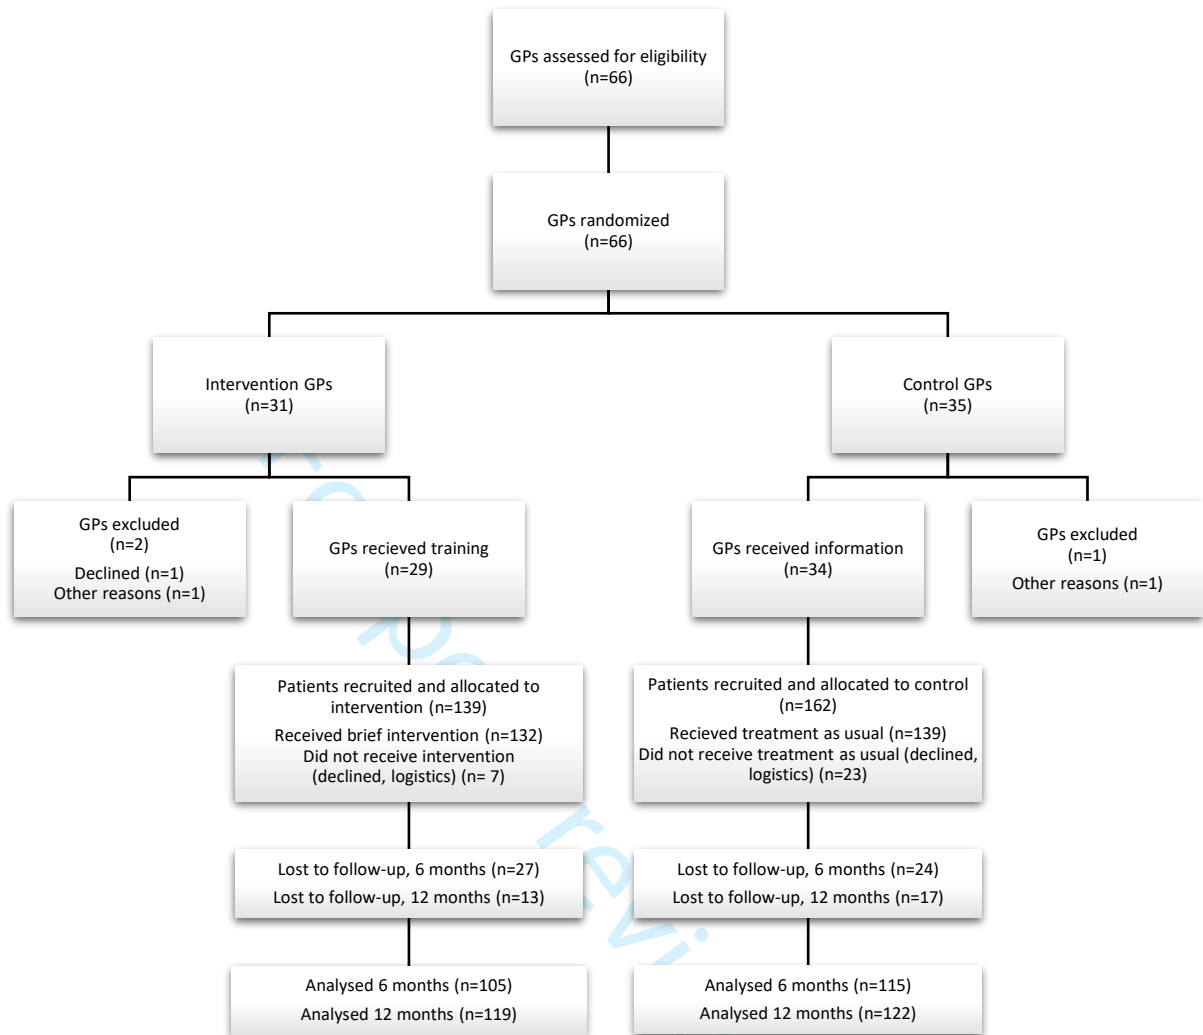 GPs assessed for eligibility
(n=66)
GPs randomized
(n=66)
Intervention GPs
(n=31)
Control GPs
(n=35)
GPs excluded
(n=2)
Declined (n=1)
Other reasons (n=1)
GPs recieved training
(n=29)
GPs received information
(n=34)
GPs excluded
(n=1)
Other reasons (n=1)
Patients recruited and allocated to
intervention (n=139)
Received brief intervention (n=132)
Did not receive intervention
(declined, logistics) (n= 7)
Patients recruited and allocated to control
(n=162)
Recieved treatment as usual (n=139)
Did not receive treatment as usual (declined,
logistics) (n=23)
Lost to follow-up, 6 months (n=27)
Lost to follow-up, 12 months (n=13)
Lost to follow-up, 6 months (n=24)
Lost to follow-up, 12 months (n=17)
Analysed 6 months (n=105)
Analysed 12 months (n=119)
Analysed 6 months (n=115)
Analysed 12 months (n=122)